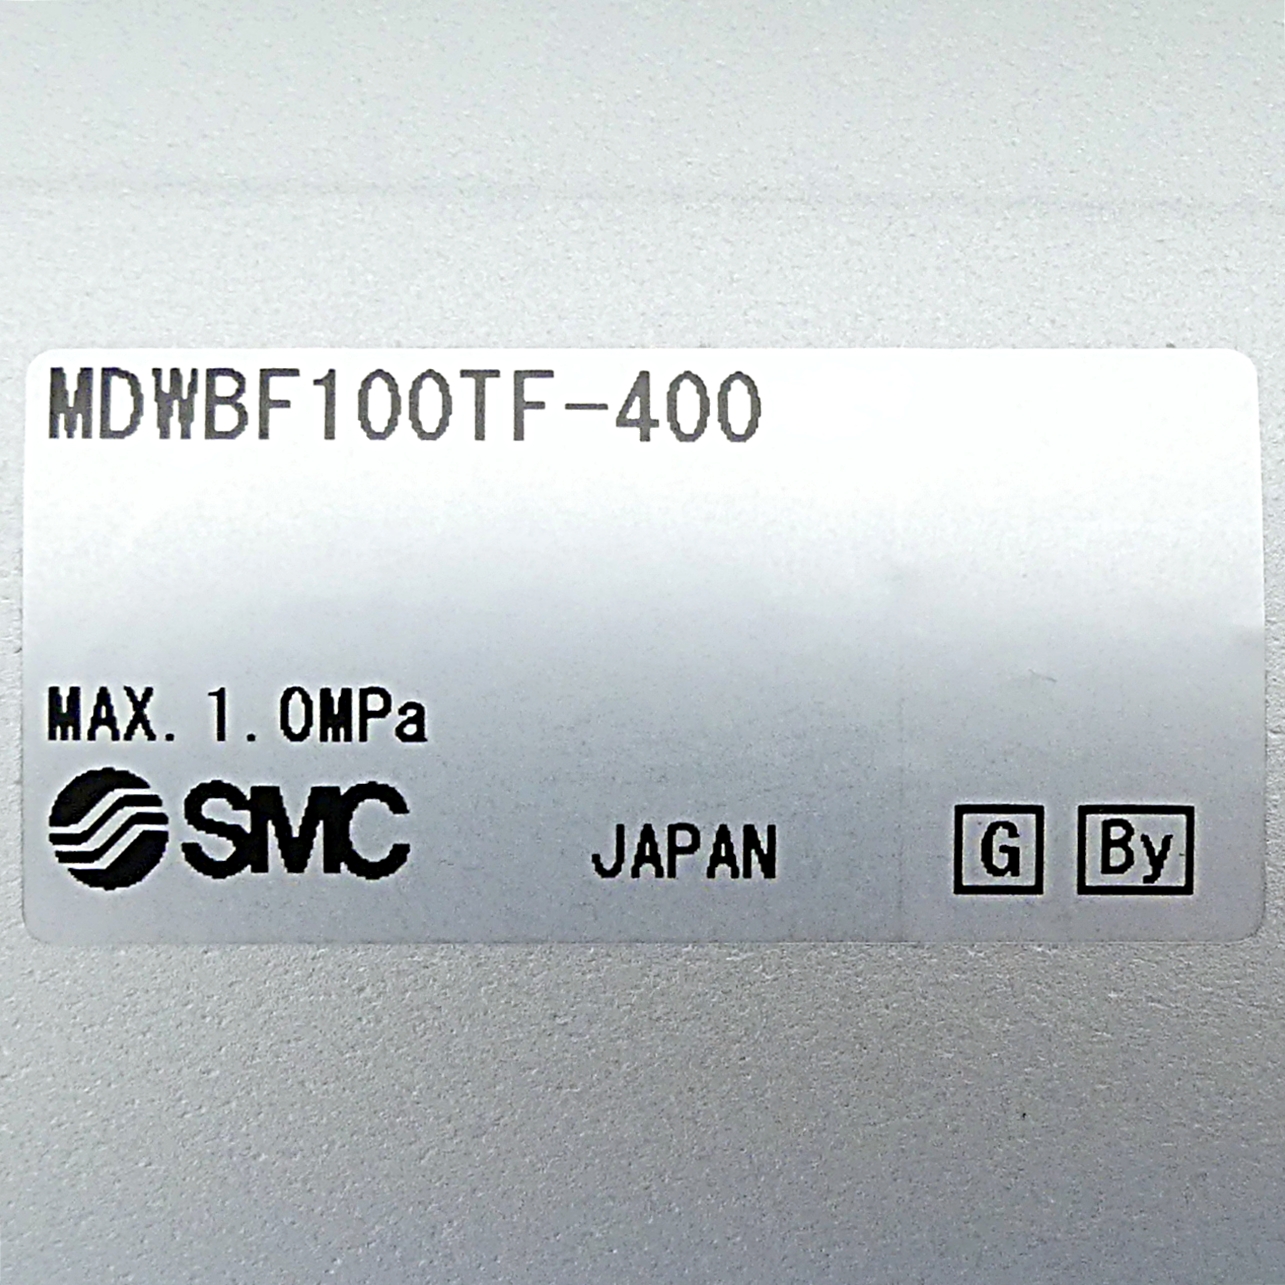 MDWBF100TF-400
MAX. 1.0MPa
SMC JAPAN G By